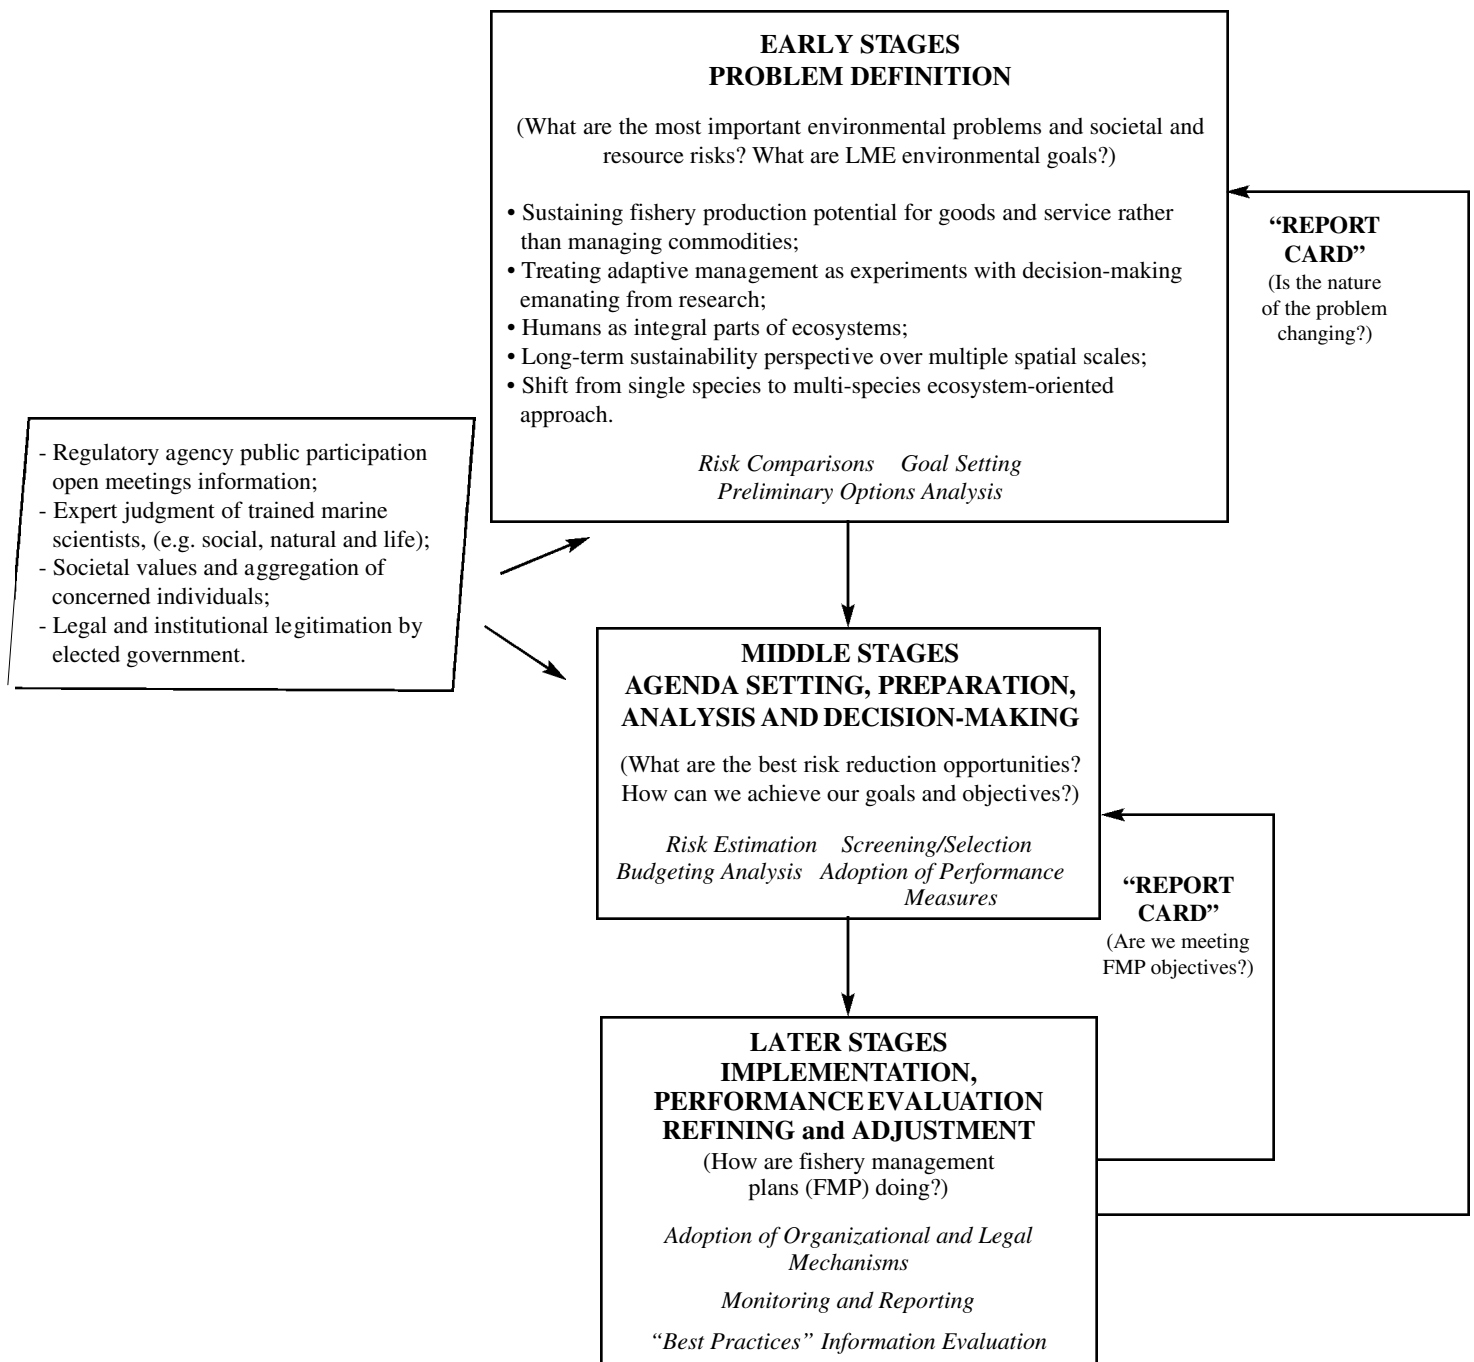 EARLY STAGES
PROBLEM DEFINITION
(What are the most important environmental problems and societal and
resource risks? What are LME environmental goals?)
• Sustaining fishery production potential for goods and service rather
than managing commodities;
• Treating adaptive management as experiments with decision-making
emanating from research;
• Humans as integral parts of ecosystems;
• Long-term sustainability perspective over multiple spatial scales;
• Shift from single species to multi-species ecosystem-oriented
approach.
Risk Comparisons Goal Setting
Preliminary Options Analysis
“REPORT
CARD”
(Is the nature
of the problem
changing?)
- Regulatory agency public participation
open meetings information;
- Expert judgment of trained marine
scientists, (e.g. social, natural and life);
- Societal values and aggregation of
concerned individuals;
- Legal and institutional legitimation by
elected government.
MIDDLE STAGES
AGENDA SETTING, PREPARATION,
ANALYSIS AND DECISION-MAKING
(What are the best risk reduction opportunities?
How can we achieve our goals and objectives?)
Risk Estimation Screening/Selection
Budgeting Analysis Adoption of Performance
Measures
“REPORT
CARD”
(Are we meeting
FMP objectives?)
LATER STAGES
IMPLEMENTATION,
PERFORMANCE EVALUATION
REFINING and ADJUSTMENT
(How are fishery management
plans (FMP) doing?)
Adoption of Organizational and Legal
Mechanisms
Monitoring and Reporting
“Best Practices” Information Evaluation